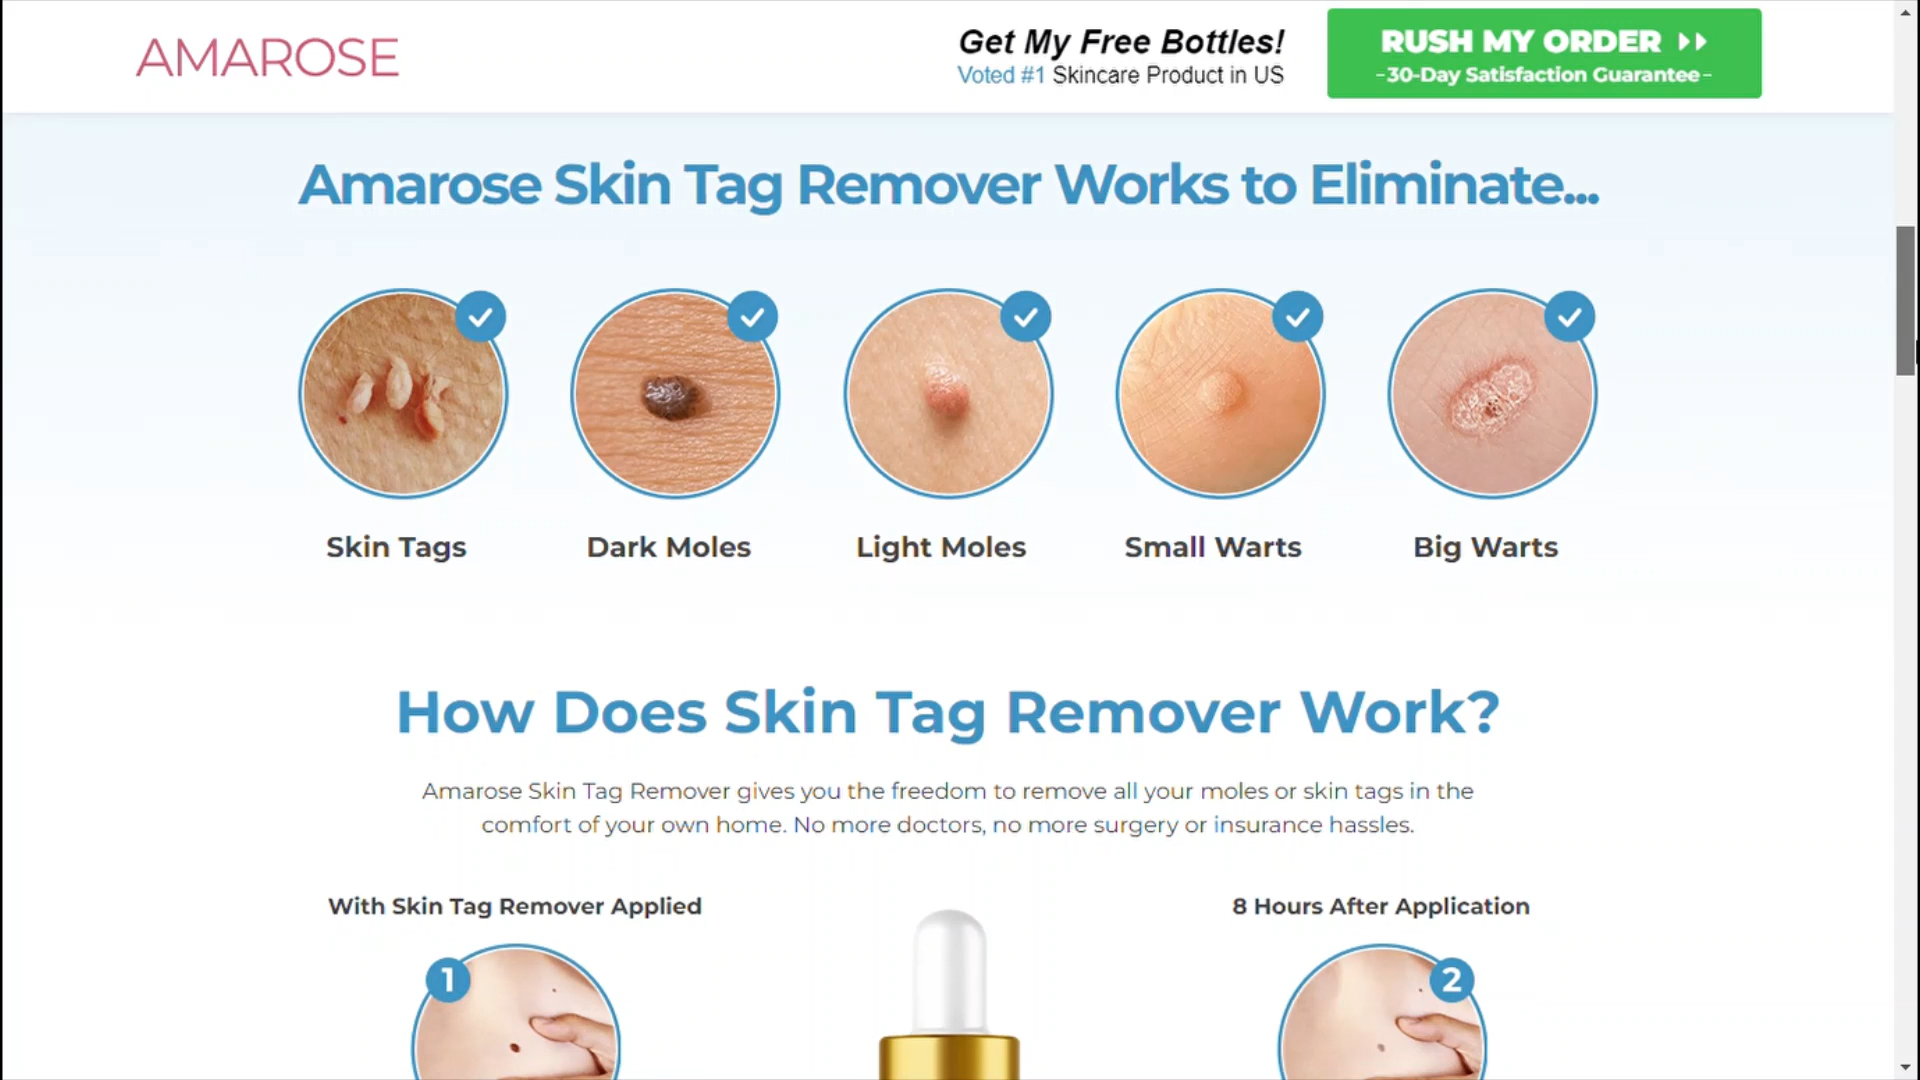 AMAROSE
Get My Free Bottles!
Voted #1 Skincare Product in US
RUSH MY ORDER
-30-Day Satisfaction Guarantee-
Amarose Skin Tag Remover Works to Eliminate...
Skin Tags
Dark Moles
Light Moles
Small Warts
Big Warts
How Does Skin Tag Remover Work?
Amarose Skin Tag Remover gives you the freedom to remove all your moles or skin tags in the
comfort of your own home. No more doctors, no more surgery or insurance hassles.
With Skin Tag Remover Applied
1
8 Hours After Application
2